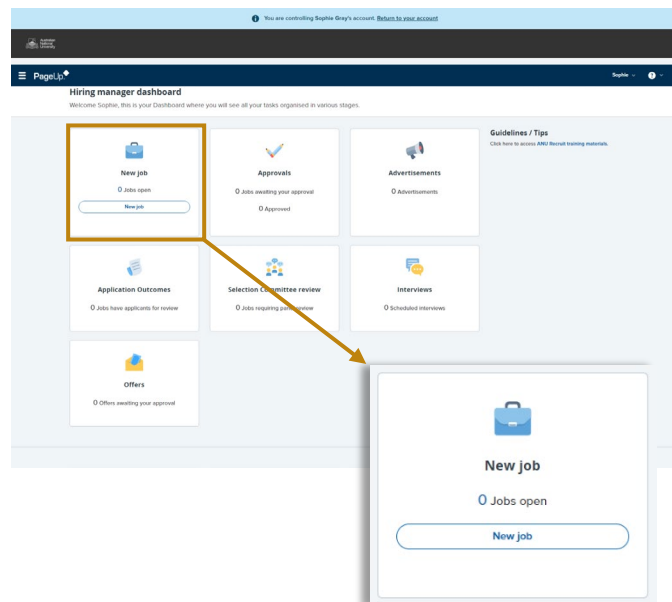 You are controlling Sophie Gray's account. Return to your account
Australian
National
University
PageUp
Sophie
Hiring manager dashboard
Welcome Sophie, this is your Dashboard where you will see all your tasks organised in various stages.
New job
0 Jobs open
New job
Approvals
0 Jobs awaiting your approval
0 Approved
Advertisements
0 Advertisements
Guidelines / Tips
Click here to access ANU Recruit training materials.
Application Outcomes
0 Jobs have applicants for review
Selection Committee review
0 Jobs requiring panel review
Interviews
0 Scheduled interviews
Offers
0 Offers awaiting your approval
New job
0 Jobs open
New job